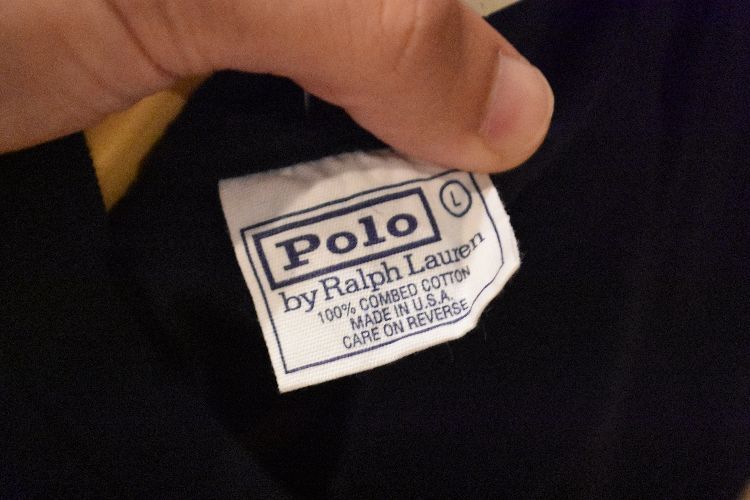 Polo L
by Ralph Lauren
100% COMBED COTTON
MADE IN U.S.A.
CARE ON REVERSE